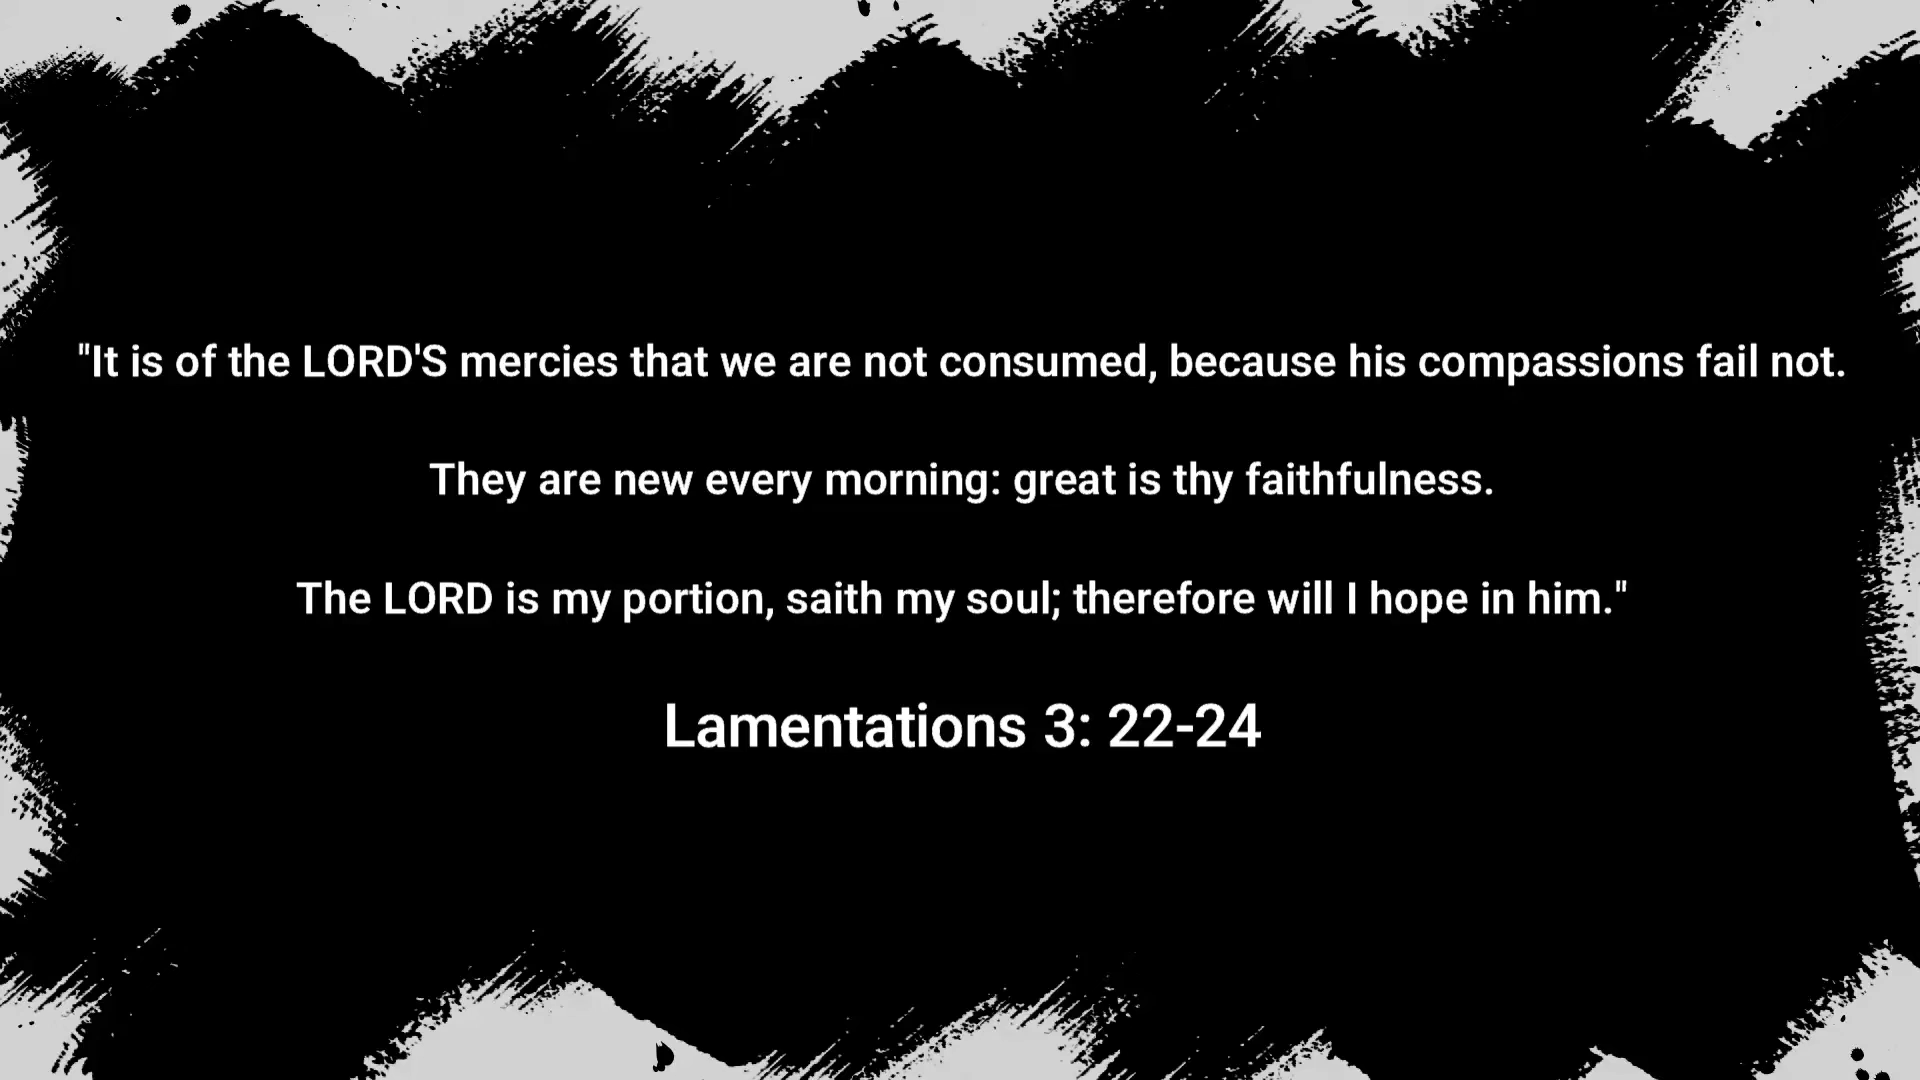 "It is of the LORD'S mercies that we are not consumed, because his compassions fail not.
They are new every morning: great is thy faithfulness.
The LORD is my portion, saith my soul; therefore will I hope in him."
Lamentations 3: 22-24